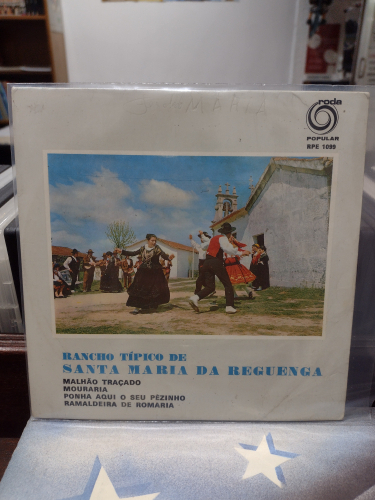 roda
POPULAR
RPE 1099
RANCHO TÍPICO DE
SANTA MARIA DA REGUENGA
MALHÃO TRAÇADO
MOURARIA
PONHA AQUI O SEU PÉZINHO
RAMALDEIRA DE ROMARIA